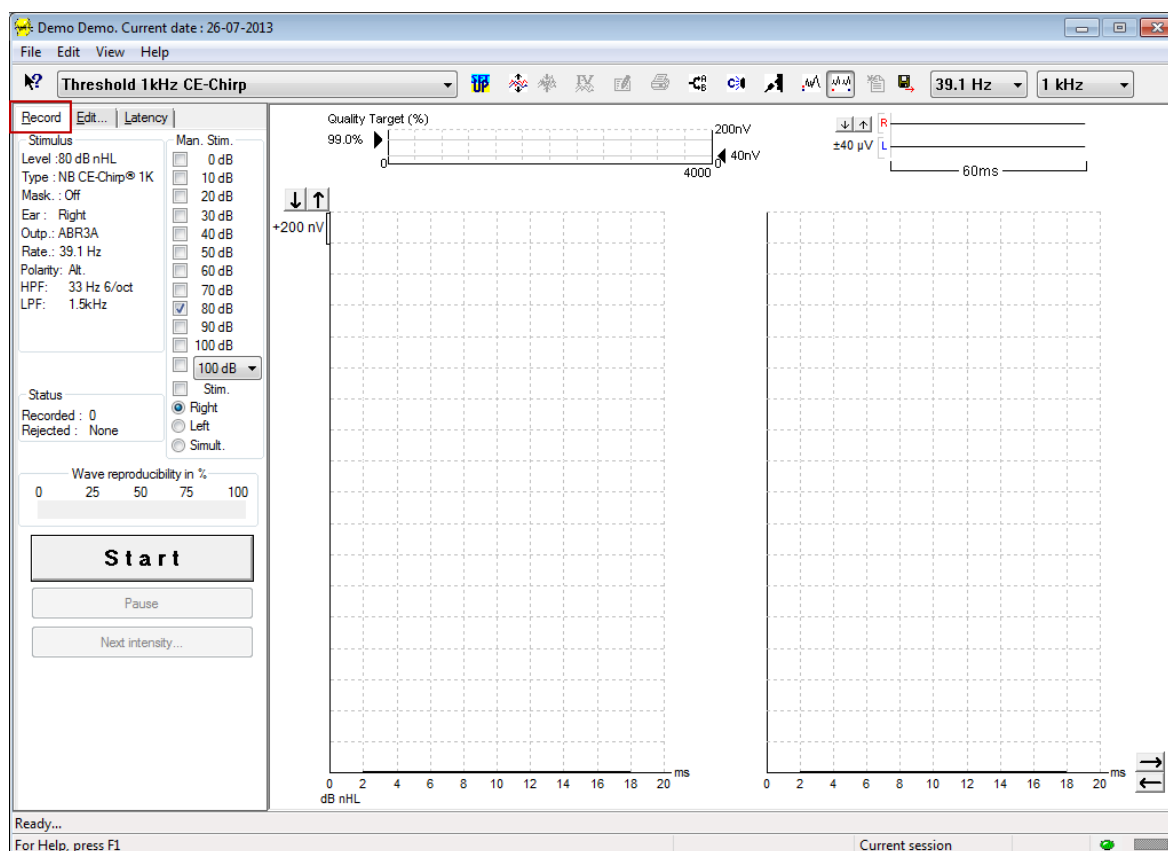 Demo Demo. Current date : 26-07-2013
File Edit View Help
Threshold 1kHz CE-Chirp
39.1 Hz
1 kHz
Record Edit... Latency
Stimulus
Level :80 dB nHL
Type : NB CE-Chirp® 1K
Mask. : Off
Ear : Right
Outp.: ABR3A
Rate.: 39.1 Hz
Polarity: Alt.
HPF: 33 Hz 6/oct
LPF: 1.5kHz
Man. Stim.
0 dB
10 dB
20 dB
30 dB
40 dB
50 dB
60 dB
70 dB
80 dB
90 dB
100 dB
100 dB
Stim.
Right
Left
Simult.
Status
Recorded : 0
Rejected : None
Wave reproducibility in %
0 25 50 75 100
Start
Pause
Next intensity...
Quality Target (%)
99.0%
0
200nV
40nV
0
4000
±40 µV
R
L
60ms
+200 nV
0 2 4 6 8 10 12 14 16 18 20 ms
dB nHL
0 2 4 6 8 10 12 14 16 18 20 ms
Ready...
For Help, press F1
Current session